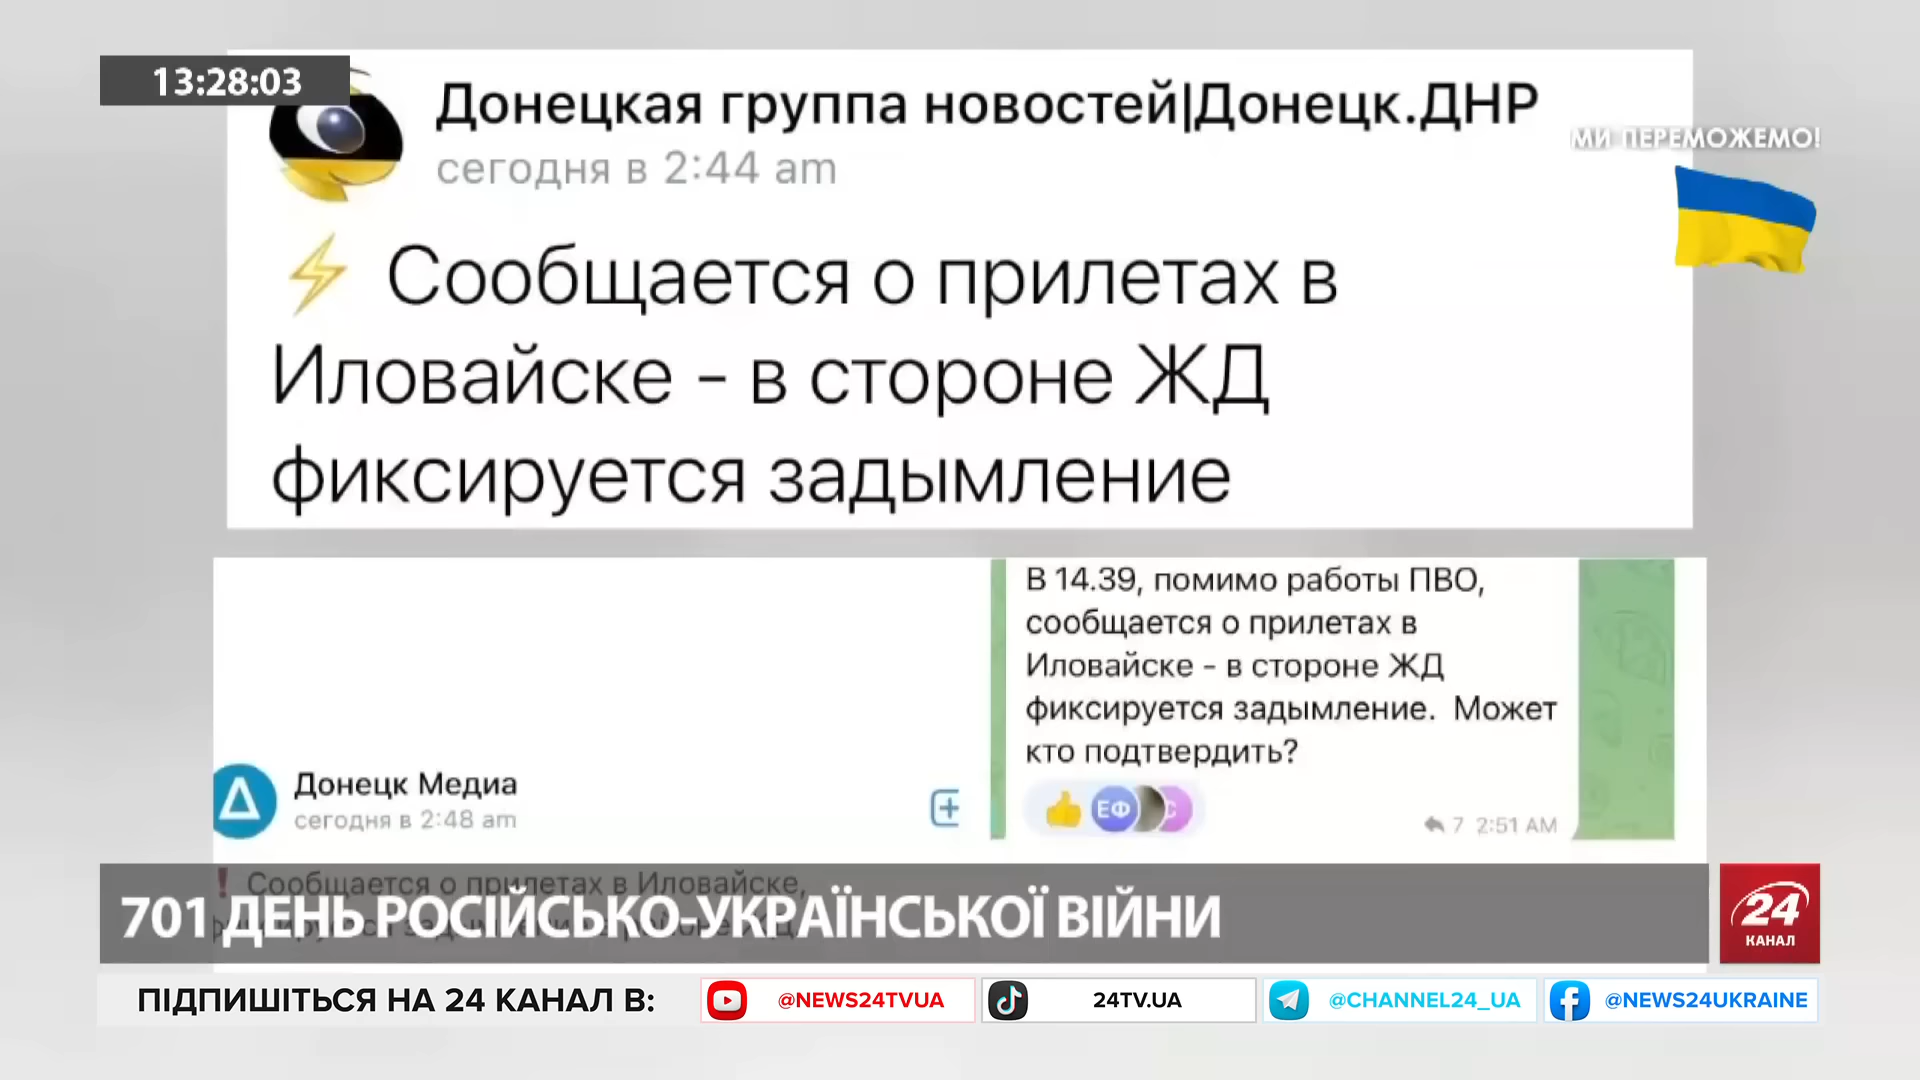 13:28:03
Донецкая группа новостей|Донецк.ДНР
сегодня в 2:44 am
МИ ПЕРЕМОЖЕМО!
⚡ Сообщается о прилетах в
Иловайске - в стороне ЖД
фиксируется задымление
В 14.39, помимо работы ПВО,
сообщается о прилетах в
Иловайске - в стороне ЖД
фиксируется задымление. Может
кто подтвердить?
👍 ЕФ С
7 2:51 AM
Донецк Медиа
сегодня в 2:48 am
❗ Сообщается о прилетах в Иловайске,
701 ДЕНЬ РОСІЙСЬКО-УКРАЇНСЬКОЇ ВІЙНИ
24
КАНАЛ
ПІДПИШІТЬСЯ НА 24 КАНАЛ В:
@NEWS24TVUA
24TV.UA
@CHANNEL24_UA
@NEWS24UKRAINE